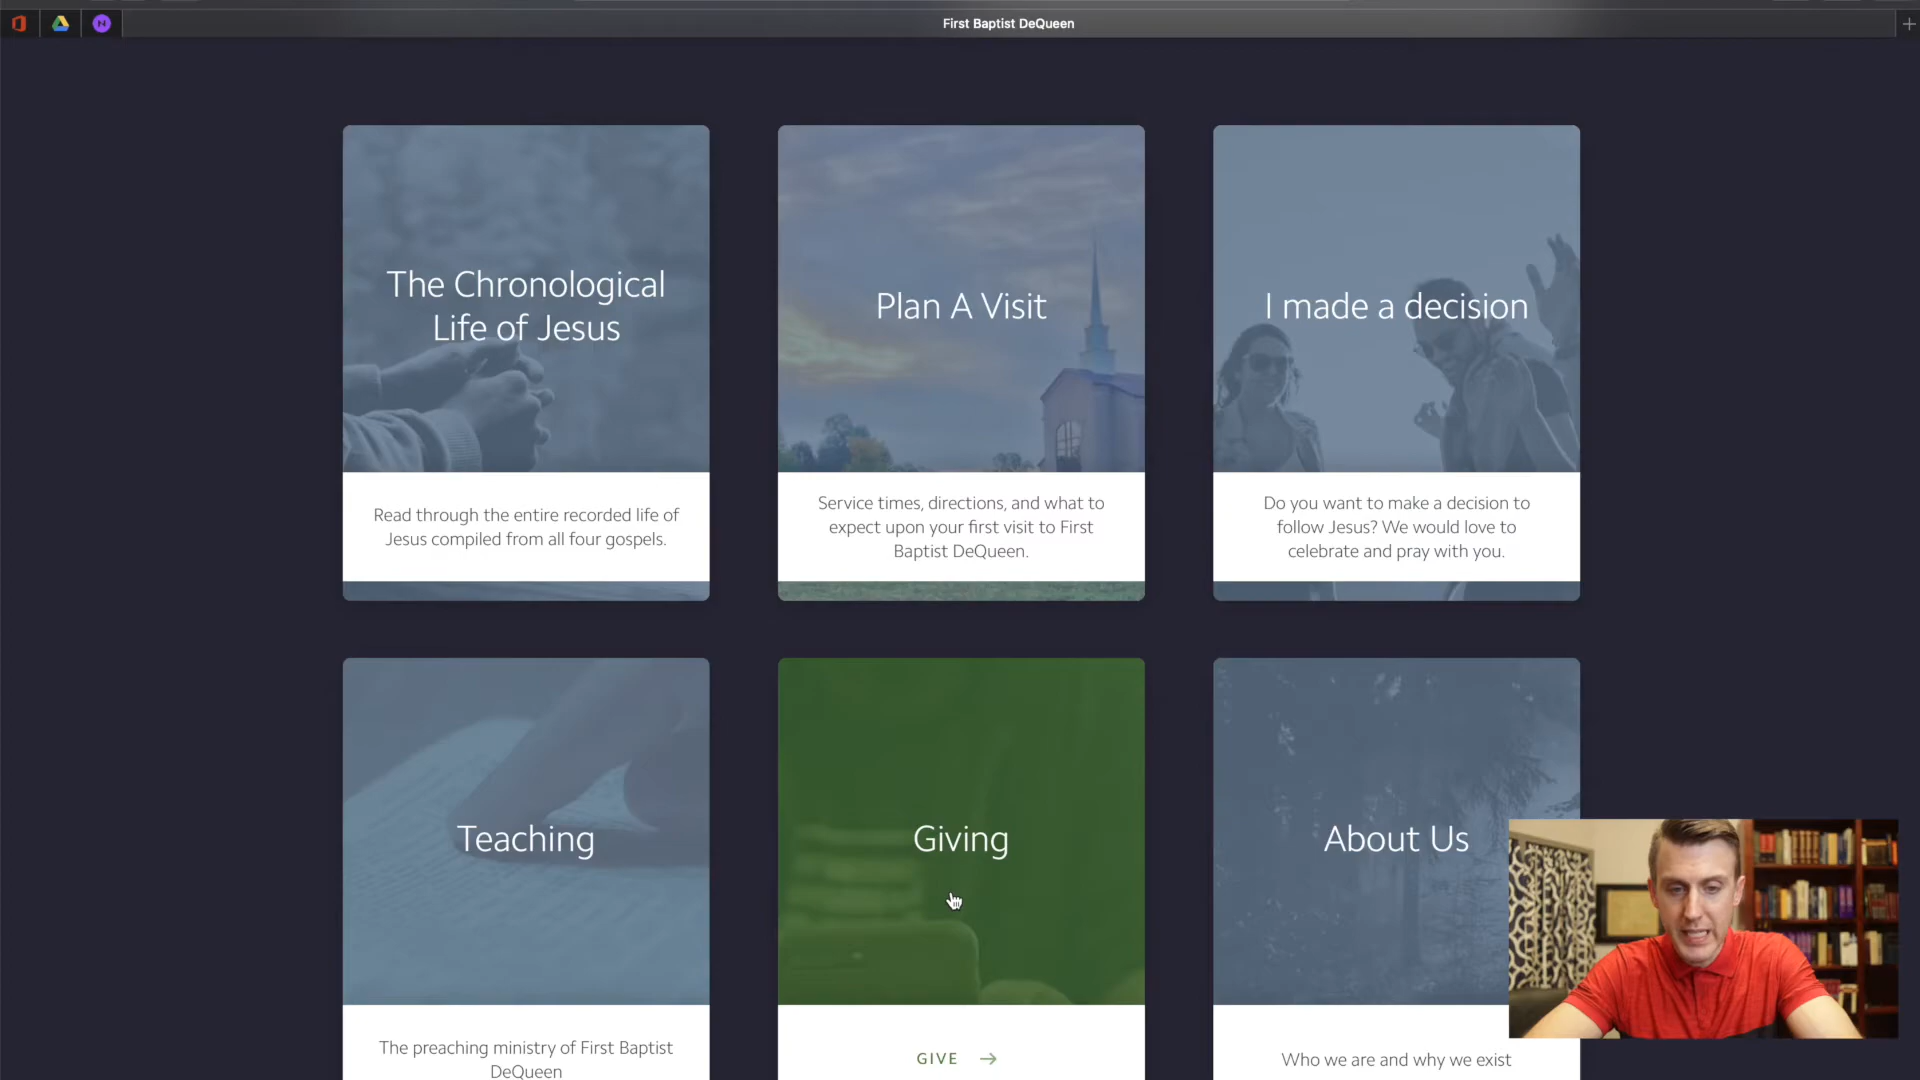 First Baptist DeQueen
The Chronological
Life of Jesus
Read through the entire recorded life of
Jesus compiled from all four gospels.
Plan A Visit
Service times, directions, and what to
expect upon your first visit to First
Baptist DeQueen.
I made a decision
Do you want to make a decision to
follow Jesus? We would love to
celebrate and pray with you.
Teaching
The preaching ministry of First Baptist
DeQueen
Giving
GIVE
About Us
Who we are and why we exist